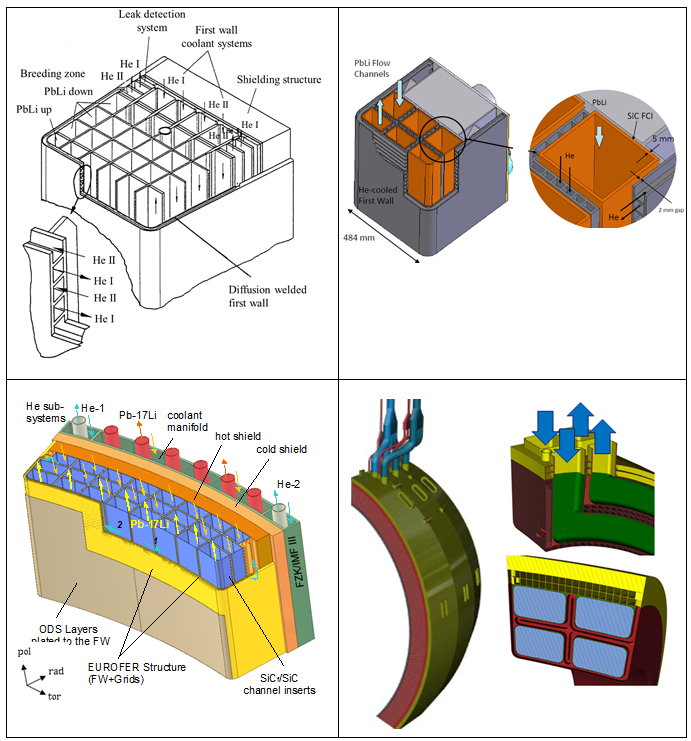 Leak detection
system
First wall
coolant systems
He I
He II
He I
Breeding zone
PbLi down
PbLi up
He II
Shielding structure
He I
He II
He II
He I
He II
He I
Diffusion welded
first wall
PbLi Flow
Channels
He-cooled
First Wall
484 mm
PbLi
SiC FCI
5 mm
He
2 mm gap
He
He sub-
systems
He-1
Pb-17Li
coolant
manifold
hot shield
cold shield
He-2
2
Pb-17Li
1
FZK/IMF III
ODS Layers
plated to the FW
EUROFER Structure
(FW+Grids)
SiCf/SiC
channel inserts
pol
rad
tor